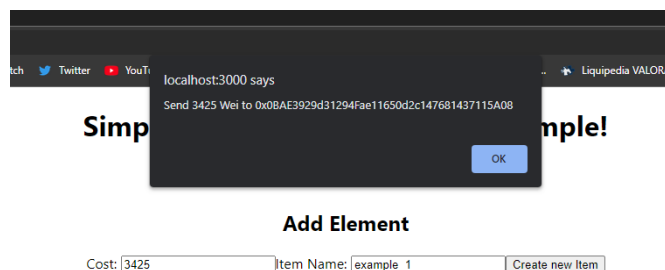 tch Twitter YouTu Liquipedia VALOR
localhost:3000 says
Send 3425 Wei to 0x0BAE3929d31294Fae11650d2c147681437115A08
Simp mple!
OK
Add Element
Cost: 3425 Item Name: example_1 Create new Item